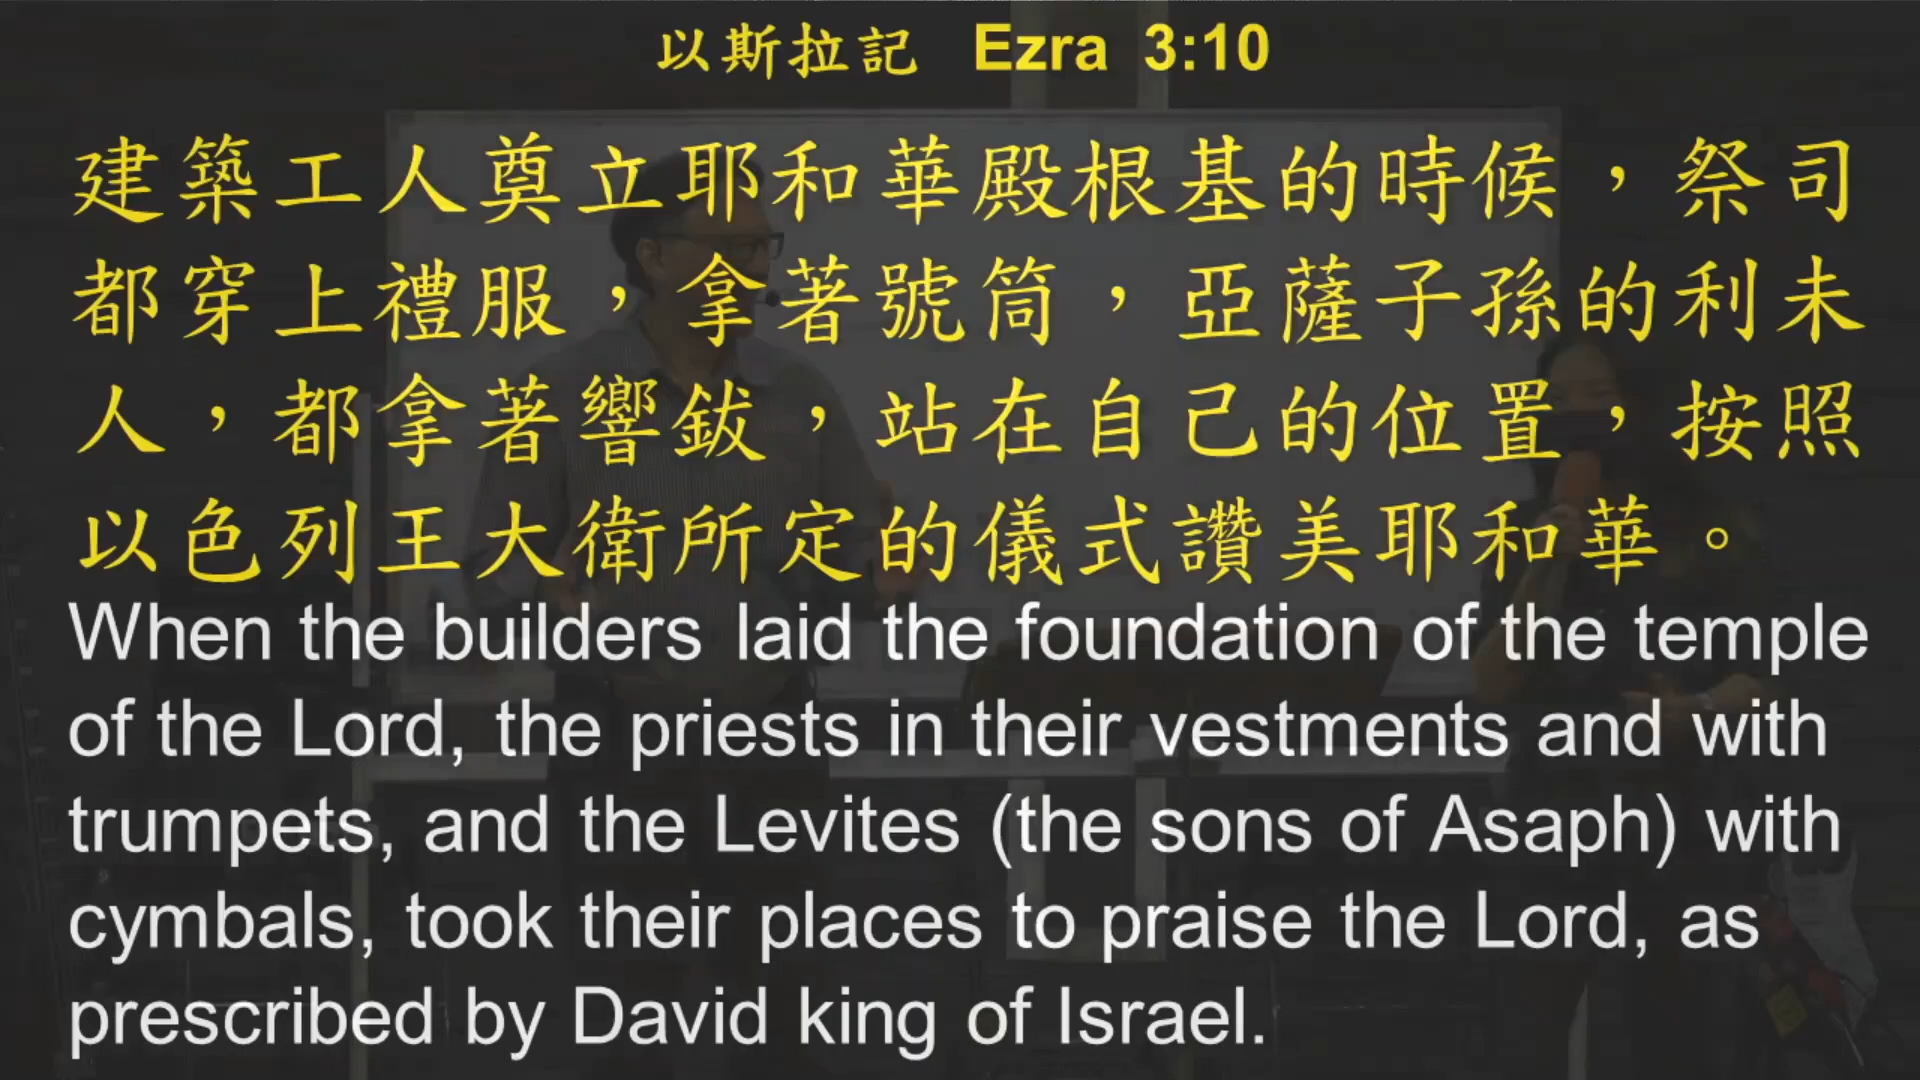 以斯拉記 Ezra 3:10
建築工人奠立耶和華殿根基的時候，祭司
都穿上禮服，拿著號筒，亞薩子孫的利未
人，都拿著響鈸，站在自己的位置，按照
以色列王大衛所定的儀式讚美耶和華。
When the builders laid the foundation of the temple
of the Lord, the priests in their vestments and with
trumpets, and the Levites (the sons of Asaph) with
cymbals, took their places to praise the Lord, as
prescribed by David king of Israel.